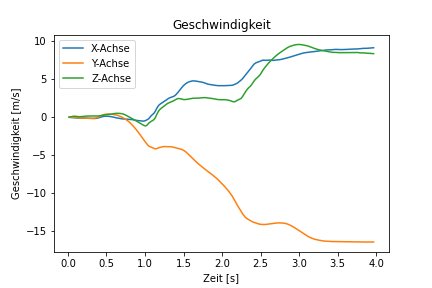 Geschwindigkeit
10
5
0
−5
−10
−15
Geschwindigkeit [m/s]
X-Achse
Y-Achse
Z-Achse
0.0 0.5 1.0 1.5 2.0 2.5 3.0 3.5 4.0
Zeit [s]